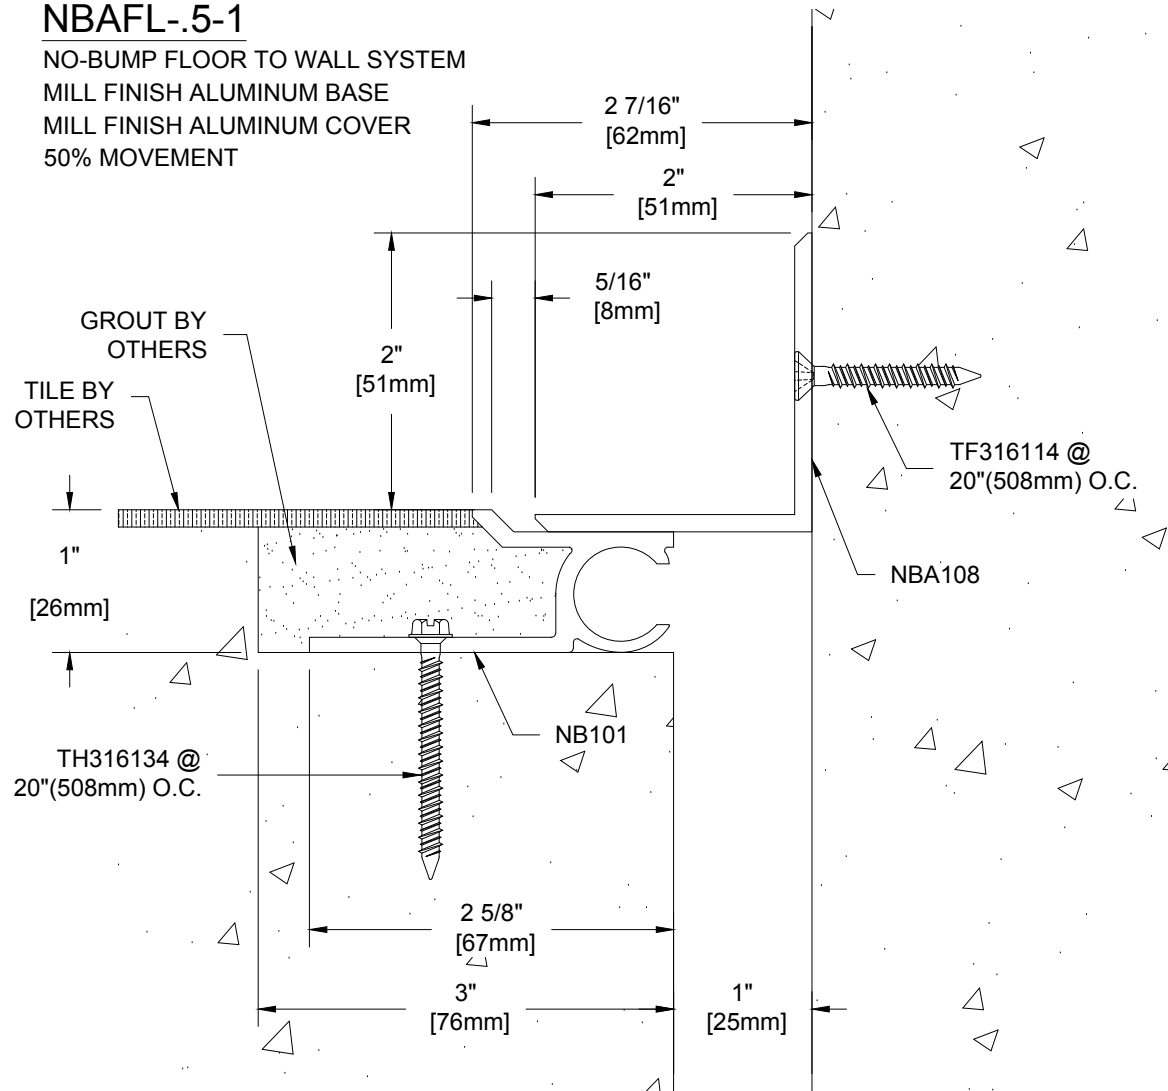 NBAFL-.5-1
NO-BUMP FLOOR TO WALL SYSTEM
MILL FINISH ALUMINUM BASE
MILL FINISH ALUMINUM COVER
50% MOVEMENT
2 7/16"
[62mm]
2"
[51mm]
5/16"
[8mm]
GROUT BY
OTHERS
2"
[51mm]
TILE BY
OTHERS
TF316114 @
20"(508mm) O.C.
1"
[26mm]
NBA108
NB101
TH316134 @
20"(508mm) O.C.
2 5/8"
[67mm]
3"
[76mm]
1"
[25mm]